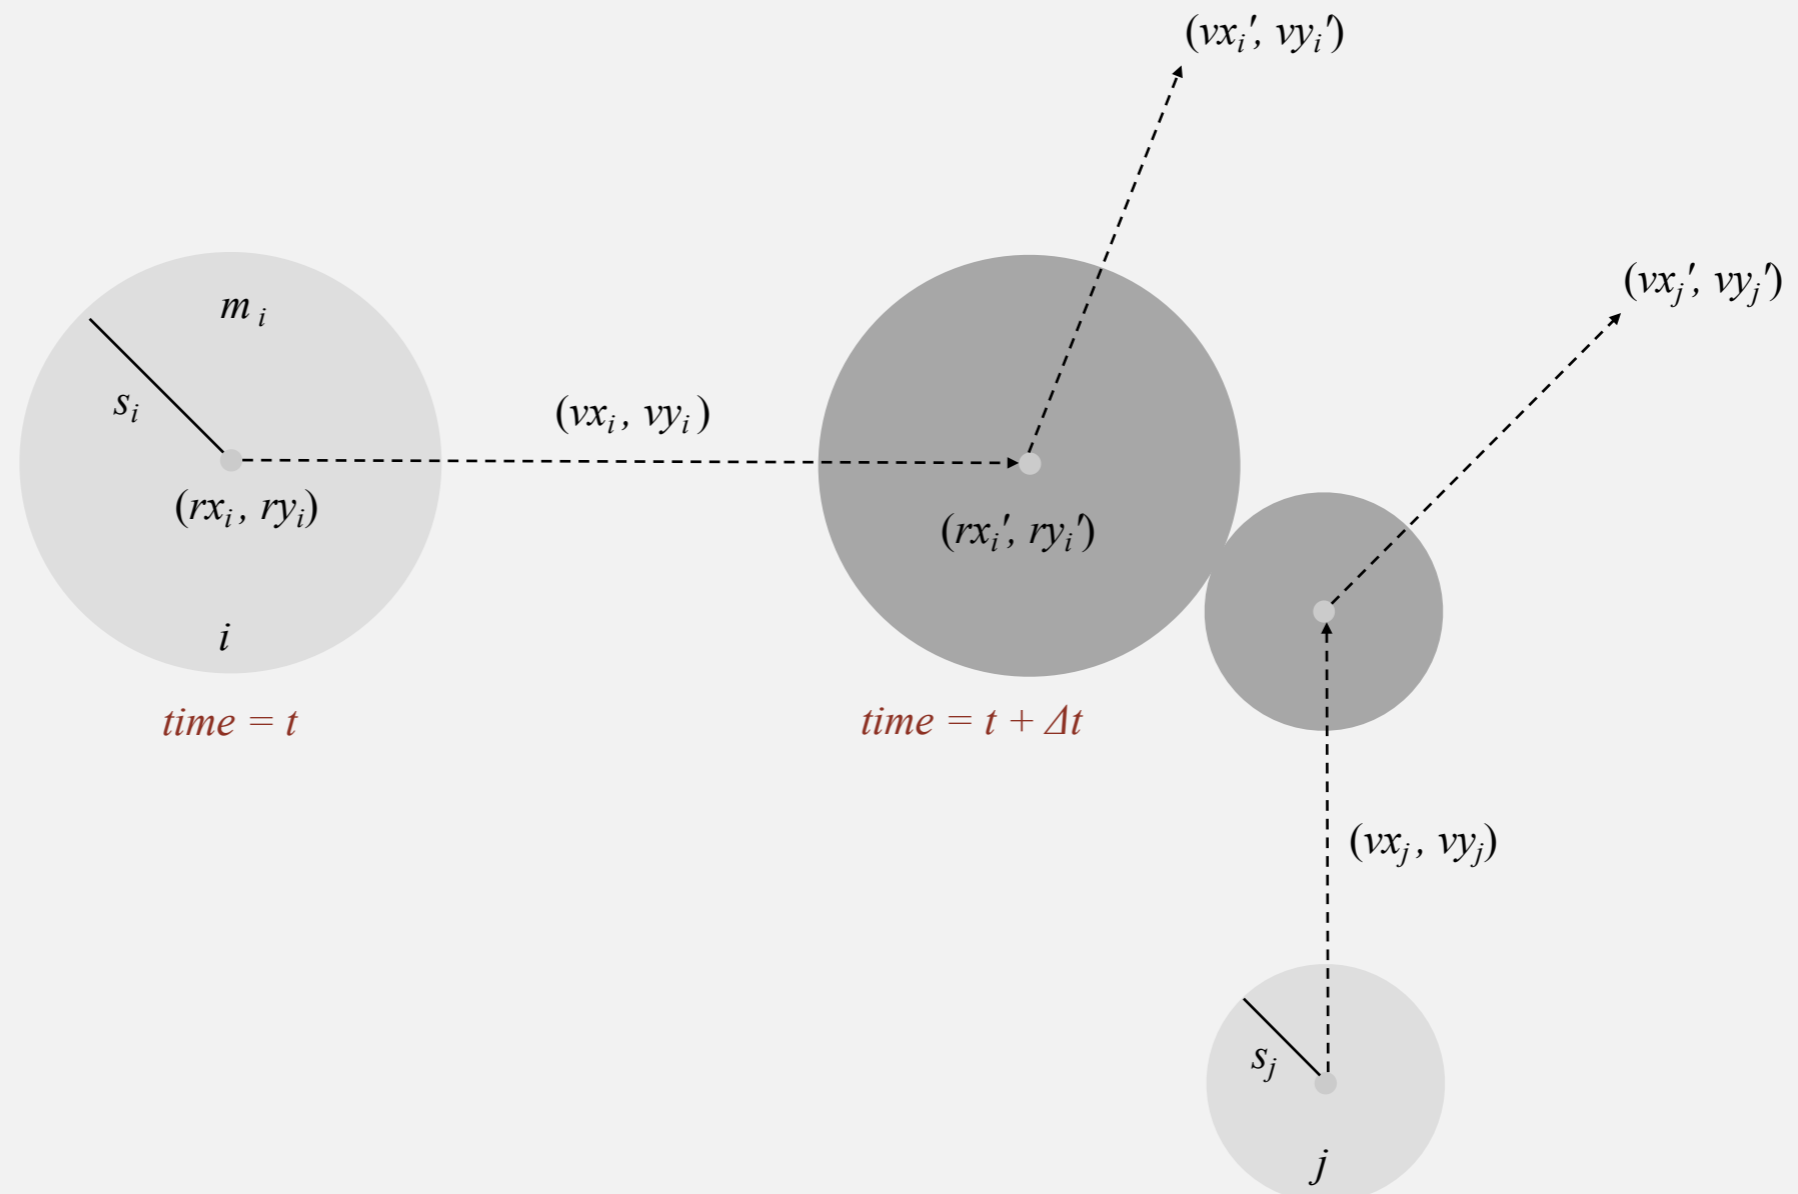 (vxᵢ′, vyᵢ′)
(vxⱼ′, vyⱼ′)
mᵢ
sᵢ
(vxᵢ, vyᵢ)
(rxᵢ, ryᵢ)
(rxᵢ′, ryᵢ′)
i
time = t
time = t + Δt
(vxⱼ, vyⱼ)
sⱼ
j